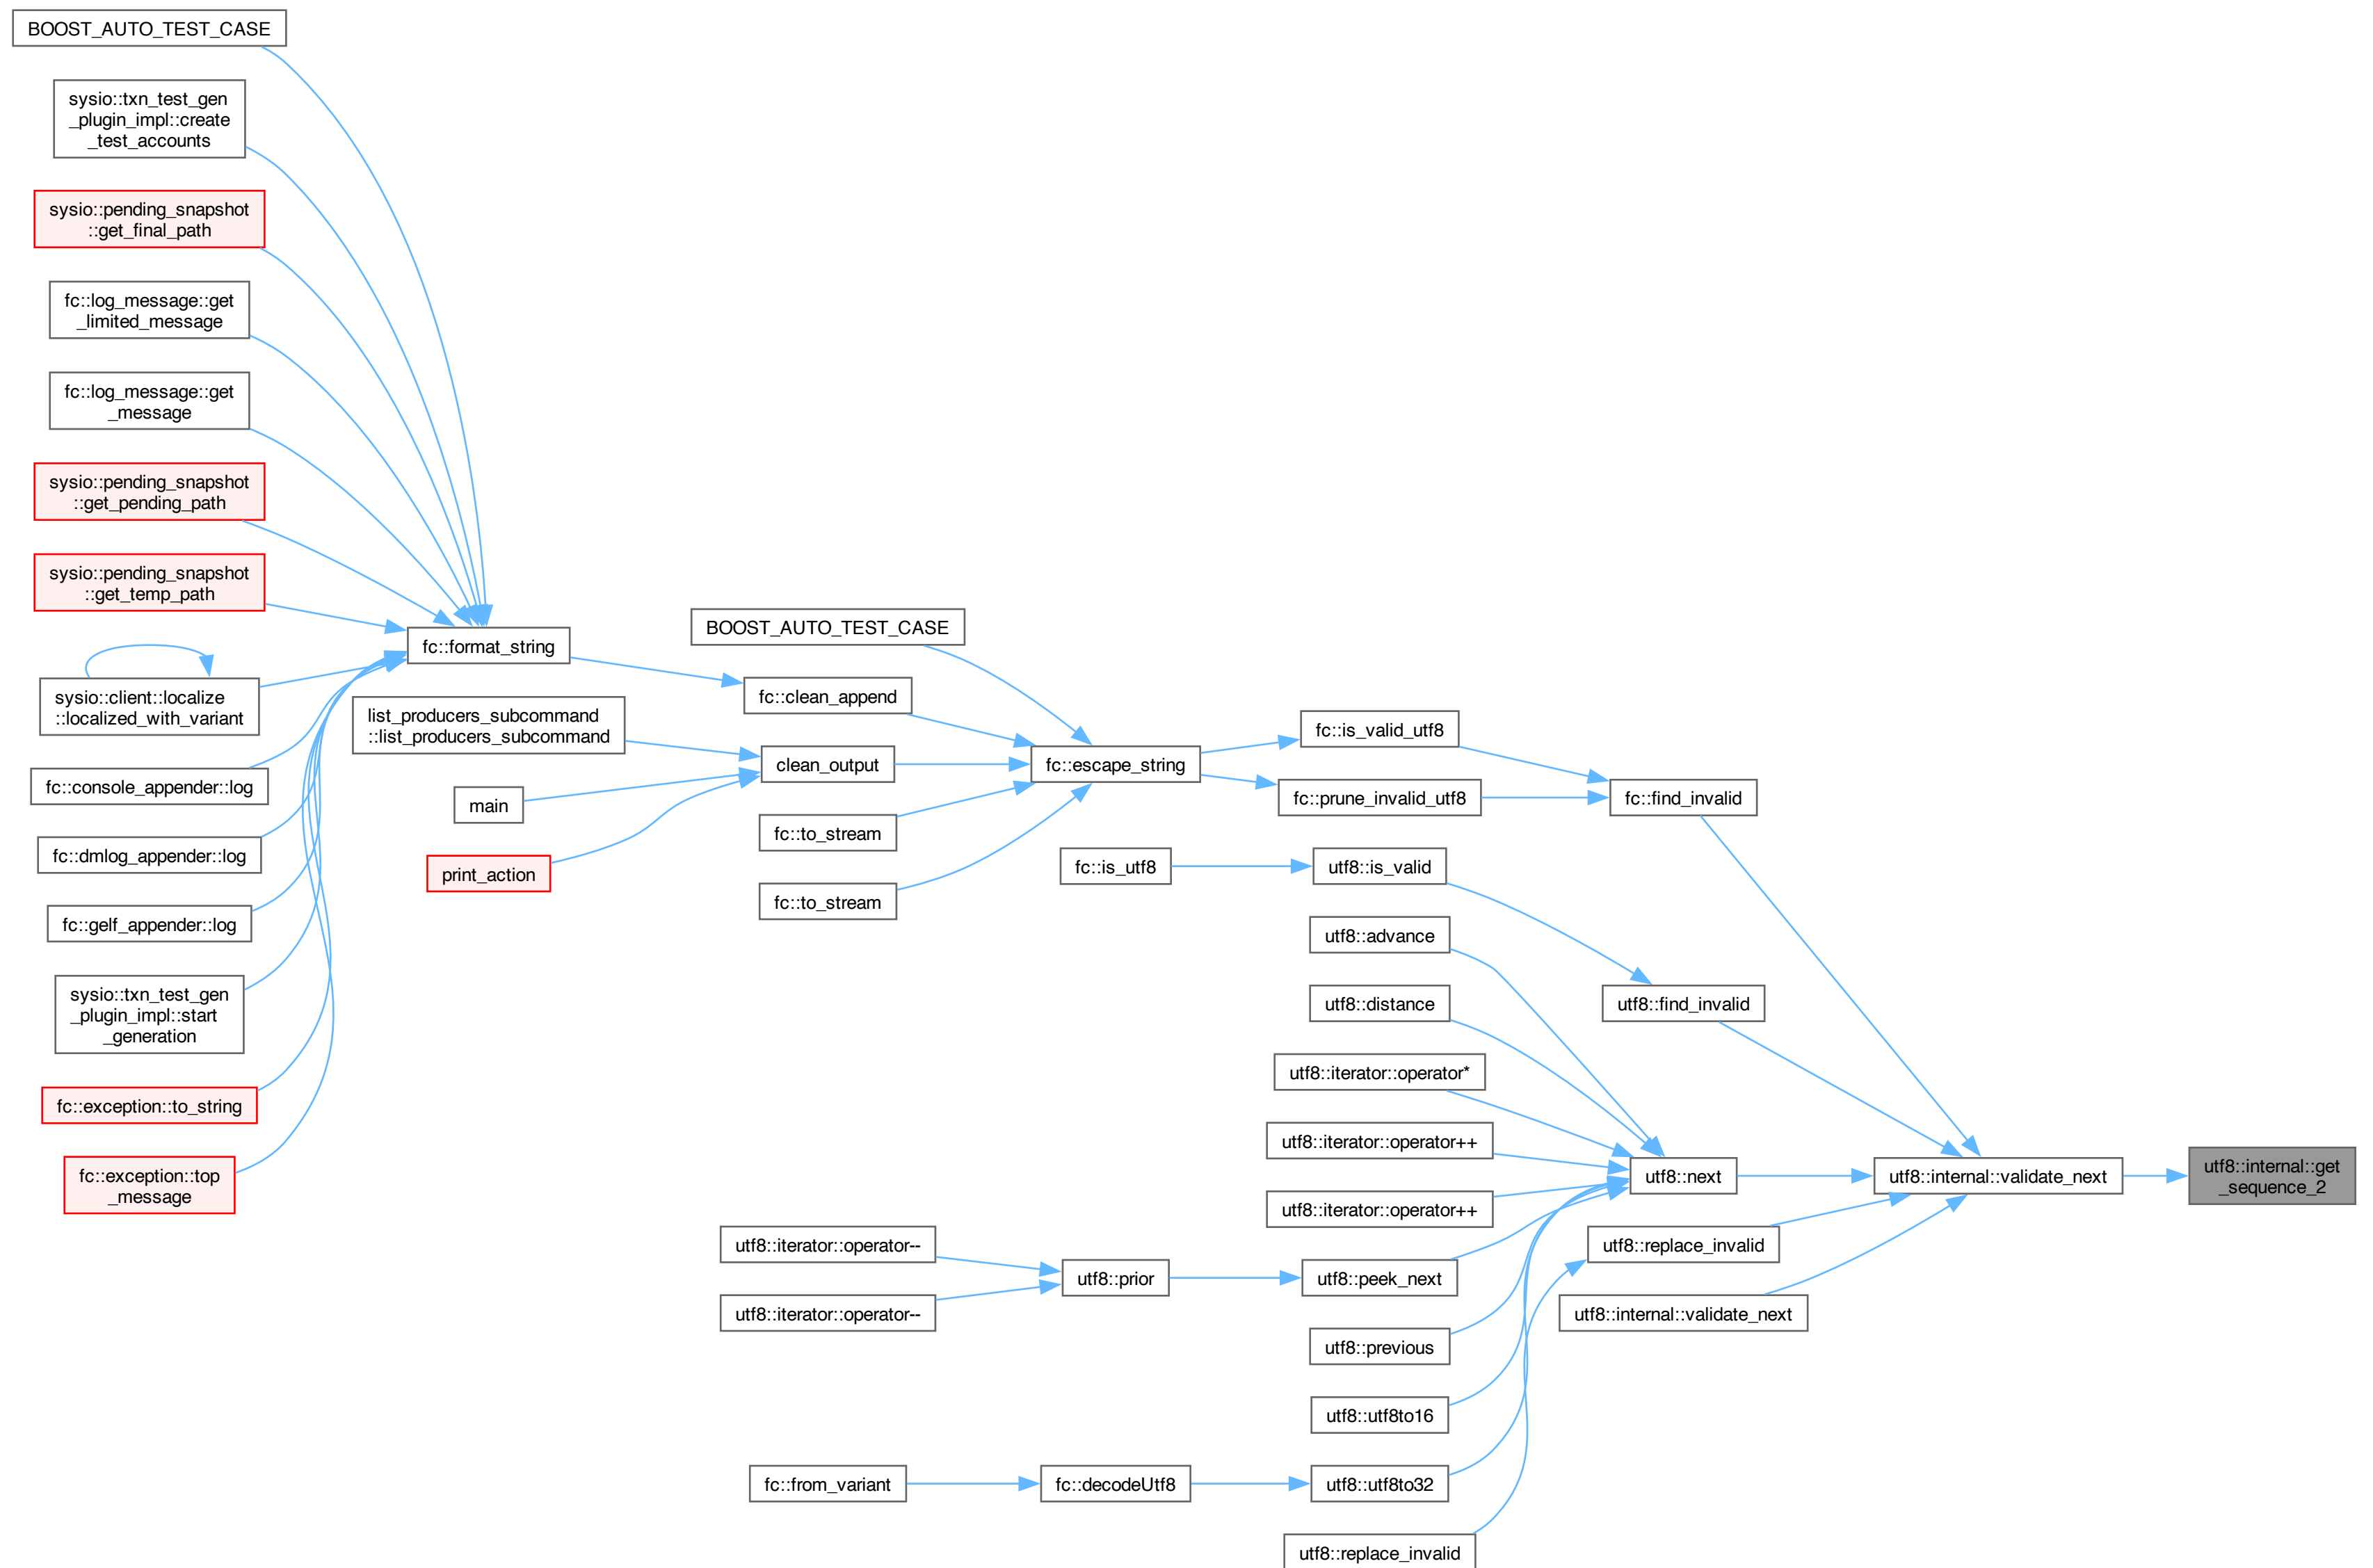 BOOST_AUTO_TEST_CASE
sysio::txn_test_gen
_plugin_impl::create
_test_accounts
sysio::pending_snapshot
::get_final_path
fc::log_message::get
_limited_message
fc::log_message::get
_message
sysio::pending_snapshot
::get_pending_path
sysio::pending_snapshot
::get_temp_path
sysio::client::localize
::localized_with_variant
fc::console_appender::log
fc::dmlog_appender::log
fc::gelf_appender::log
sysio::txn_test_gen
_plugin_impl::start
_generation
fc::exception::to_string
fc::exception::top
_message
fc::format_string
list_producers_subcommand
::list_producers_subcommand
main
print_action
BOOST_AUTO_TEST_CASE
fc::clean_append
clean_output
fc::to_stream
fc::to_stream
utf8::iterator::operator--
utf8::iterator::operator--
fc::from_variant
fc::escape_string
fc::is_utf8
utf8::prior
fc::decodeUtf8
fc::is_valid_utf8
fc::prune_invalid_utf8
utf8::is_valid
utf8::advance
utf8::distance
utf8::iterator::operator*
utf8::iterator::operator++
utf8::iterator::operator++
utf8::peek_next
utf8::previous
utf8::utf8to16
utf8::utf8to32
utf8::replace_invalid
fc::find_invalid
utf8::find_invalid
utf8::next
utf8::replace_invalid
utf8::internal::validate_next
utf8::internal::validate_next
utf8::internal::get
_sequence_2